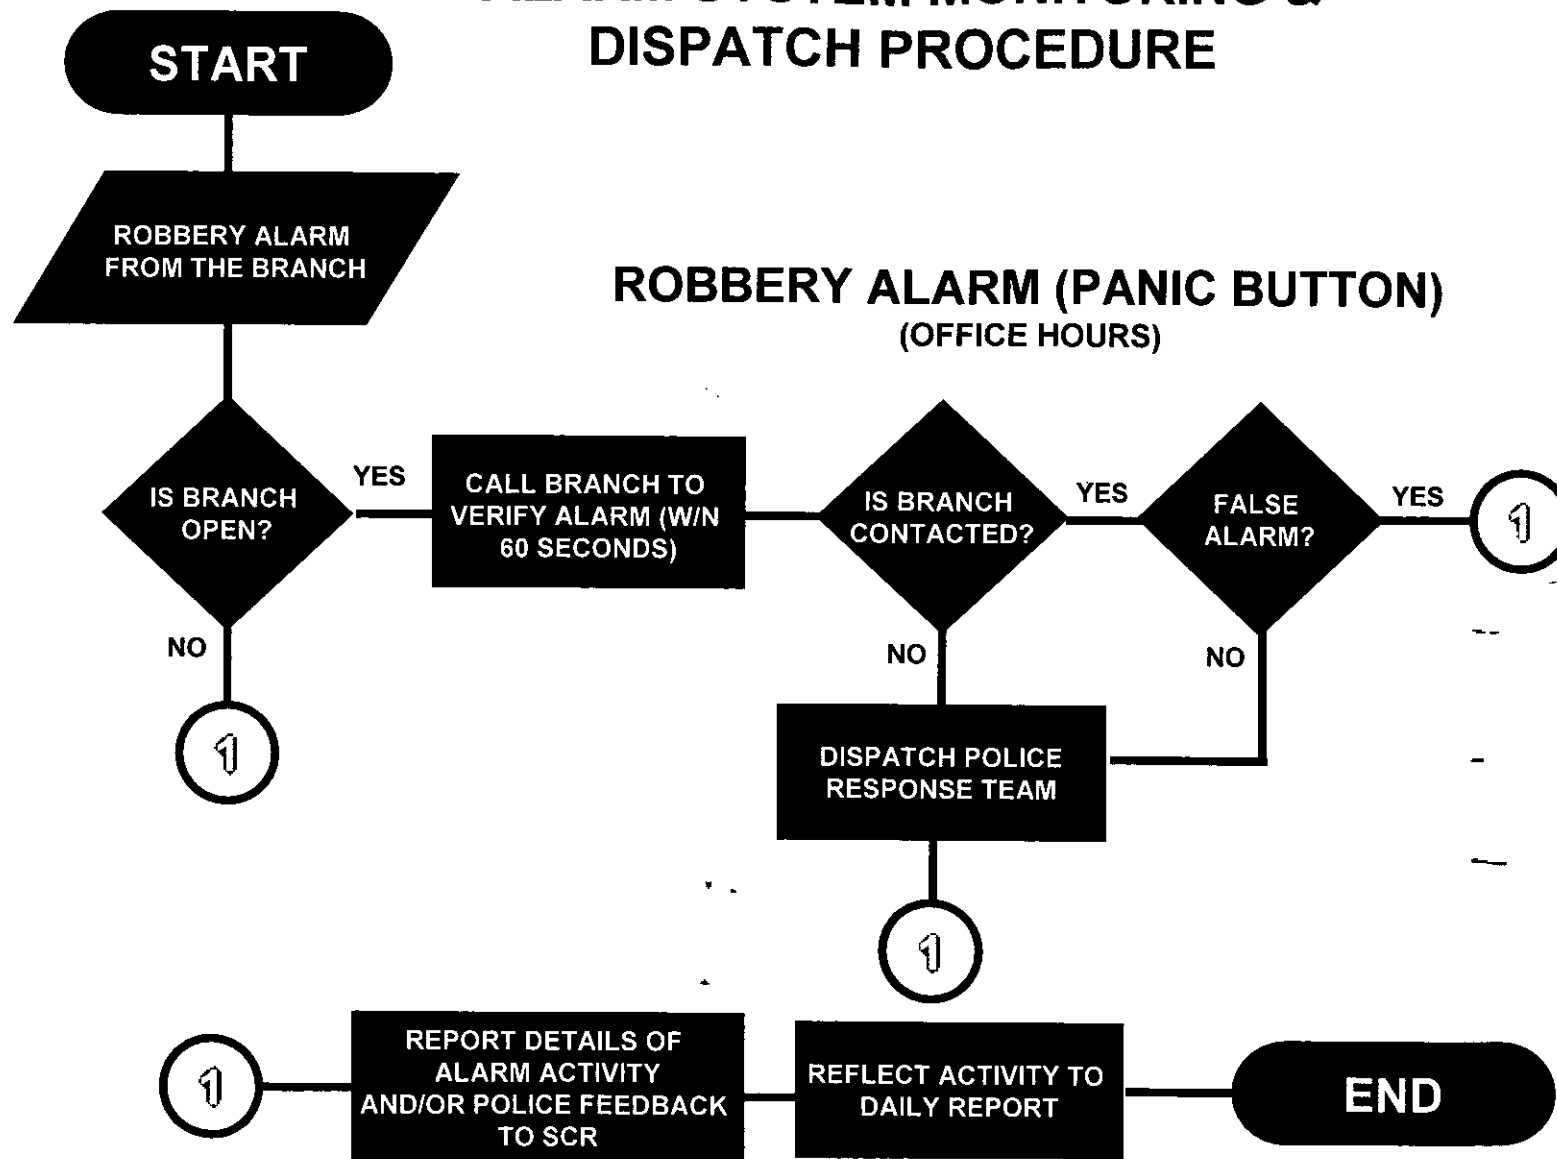 SYSTEM MONITORING &
DISPATCH PROCEDURE
START
ROBBERY ALARM
FROM THE BRANCH
ROBBERY ALARM (PANIC BUTTON)
(OFFICE HOURS)
IS BRANCH
OPEN?
YES
CALL BRANCH TO
VERIFY ALARM (W/N
60 SECONDS)
IS BRANCH
CONTACTED?
YES
FALSE
ALARM?
YES
1
NO
1
NO
NO
DISPATCH POLICE
RESPONSE TEAM
1
1
REPORT DETAILS OF
ALARM ACTIVITY
AND/OR POLICE FEEDBACK
TO SCR
REFLECT ACTIVITY TO
DAILY REPORT
END